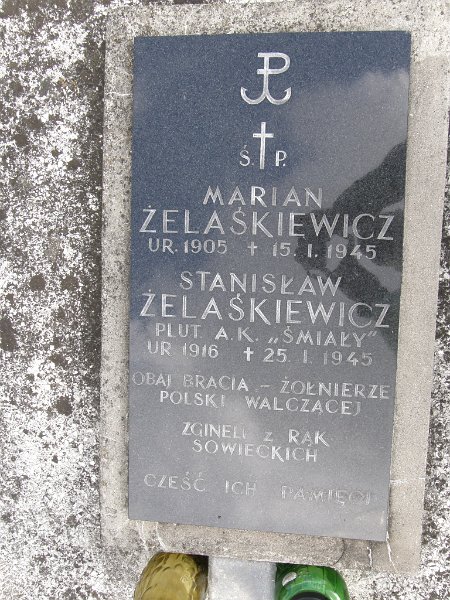 Ś. P.
MARIAN
ŻELAŚKIEWICZ
UR. 1905 + 15. I. 1945
STANISŁAW
ŻELAŚKIEWICZ
PLUT. A.K. „ŚMIAŁY"
UR 1916 + 25. I. 1945
OBAJ BRACIA – ŻOŁNIERZE
POLSKI WALCZĄCEJ
ZGINĘLI Z RĄK
SOWIECKICH
CZEŚĆ ICH PAMIĘCI